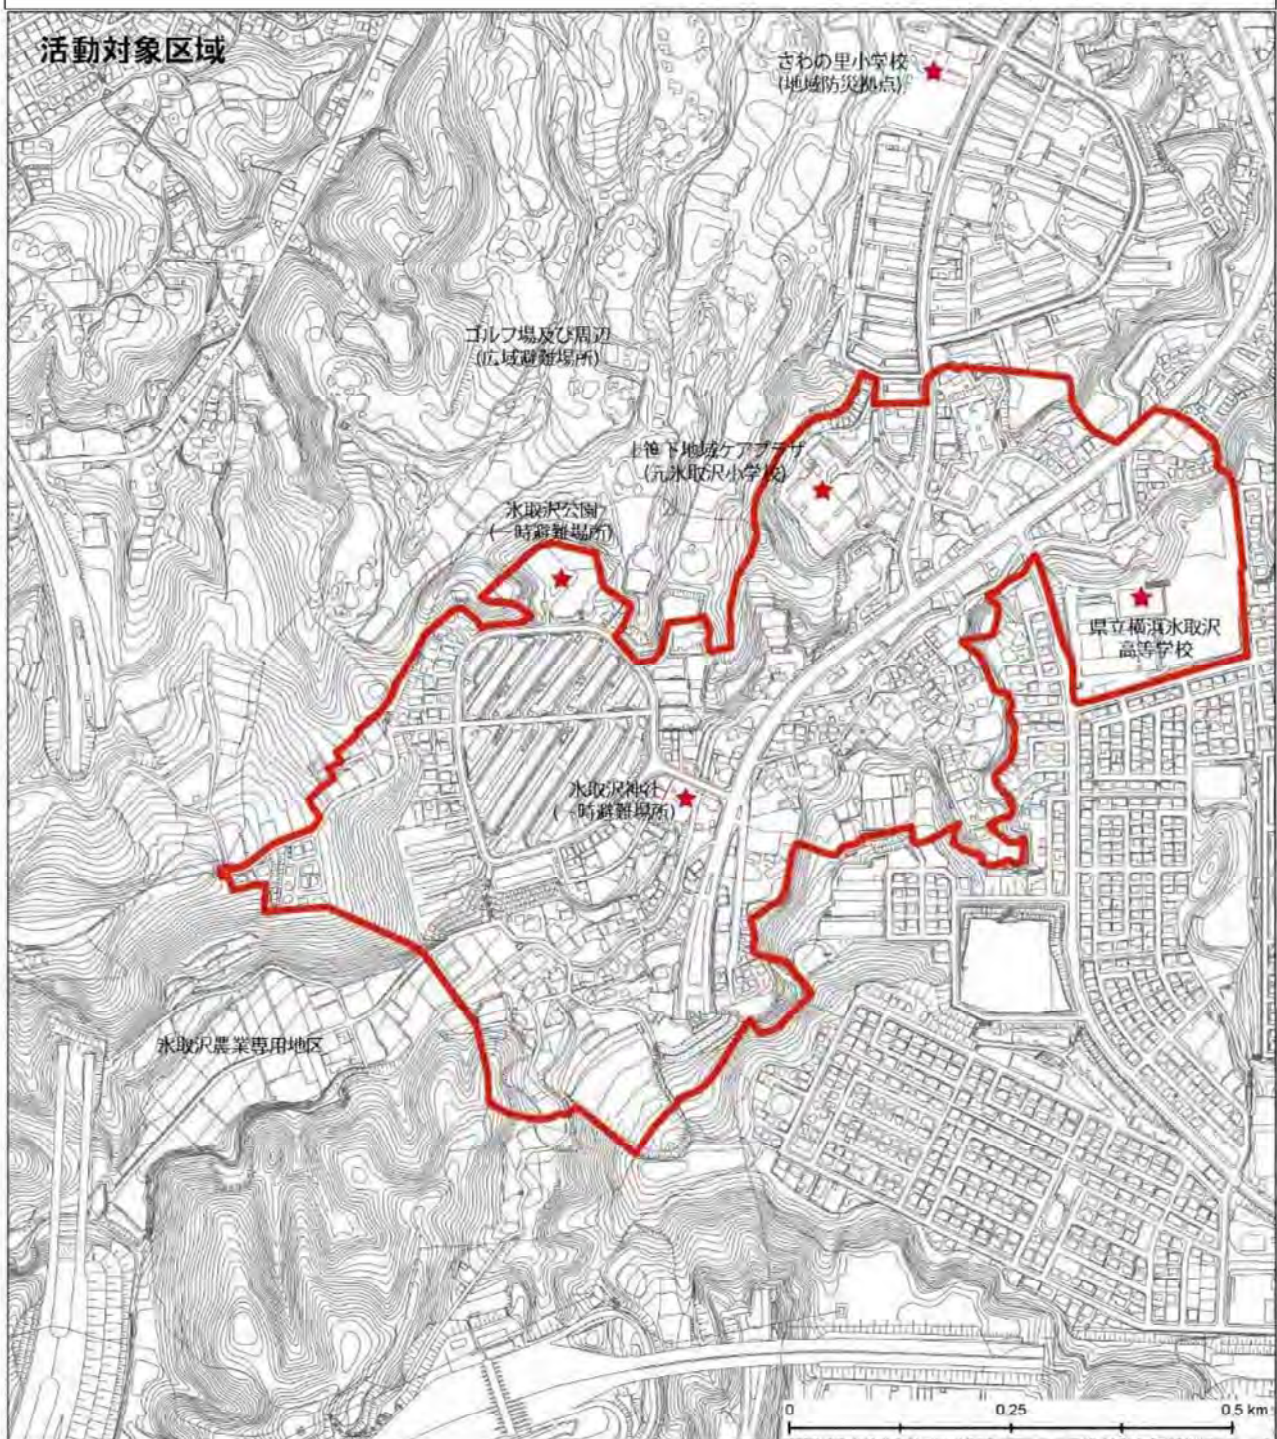 活動対象区域
さわの里小学校
(地域防災拠点)
ゴルフ場及び周辺
(広域避難場所)
上笹下地域ケアプラザ
(元氷取沢小学校)
氷取沢公園
(一時避難場所)
県立横浜氷取沢
高等学校
氷取沢神社
(一時避難場所)
氷取沢農業専用地区
0 0.25 0.5 km